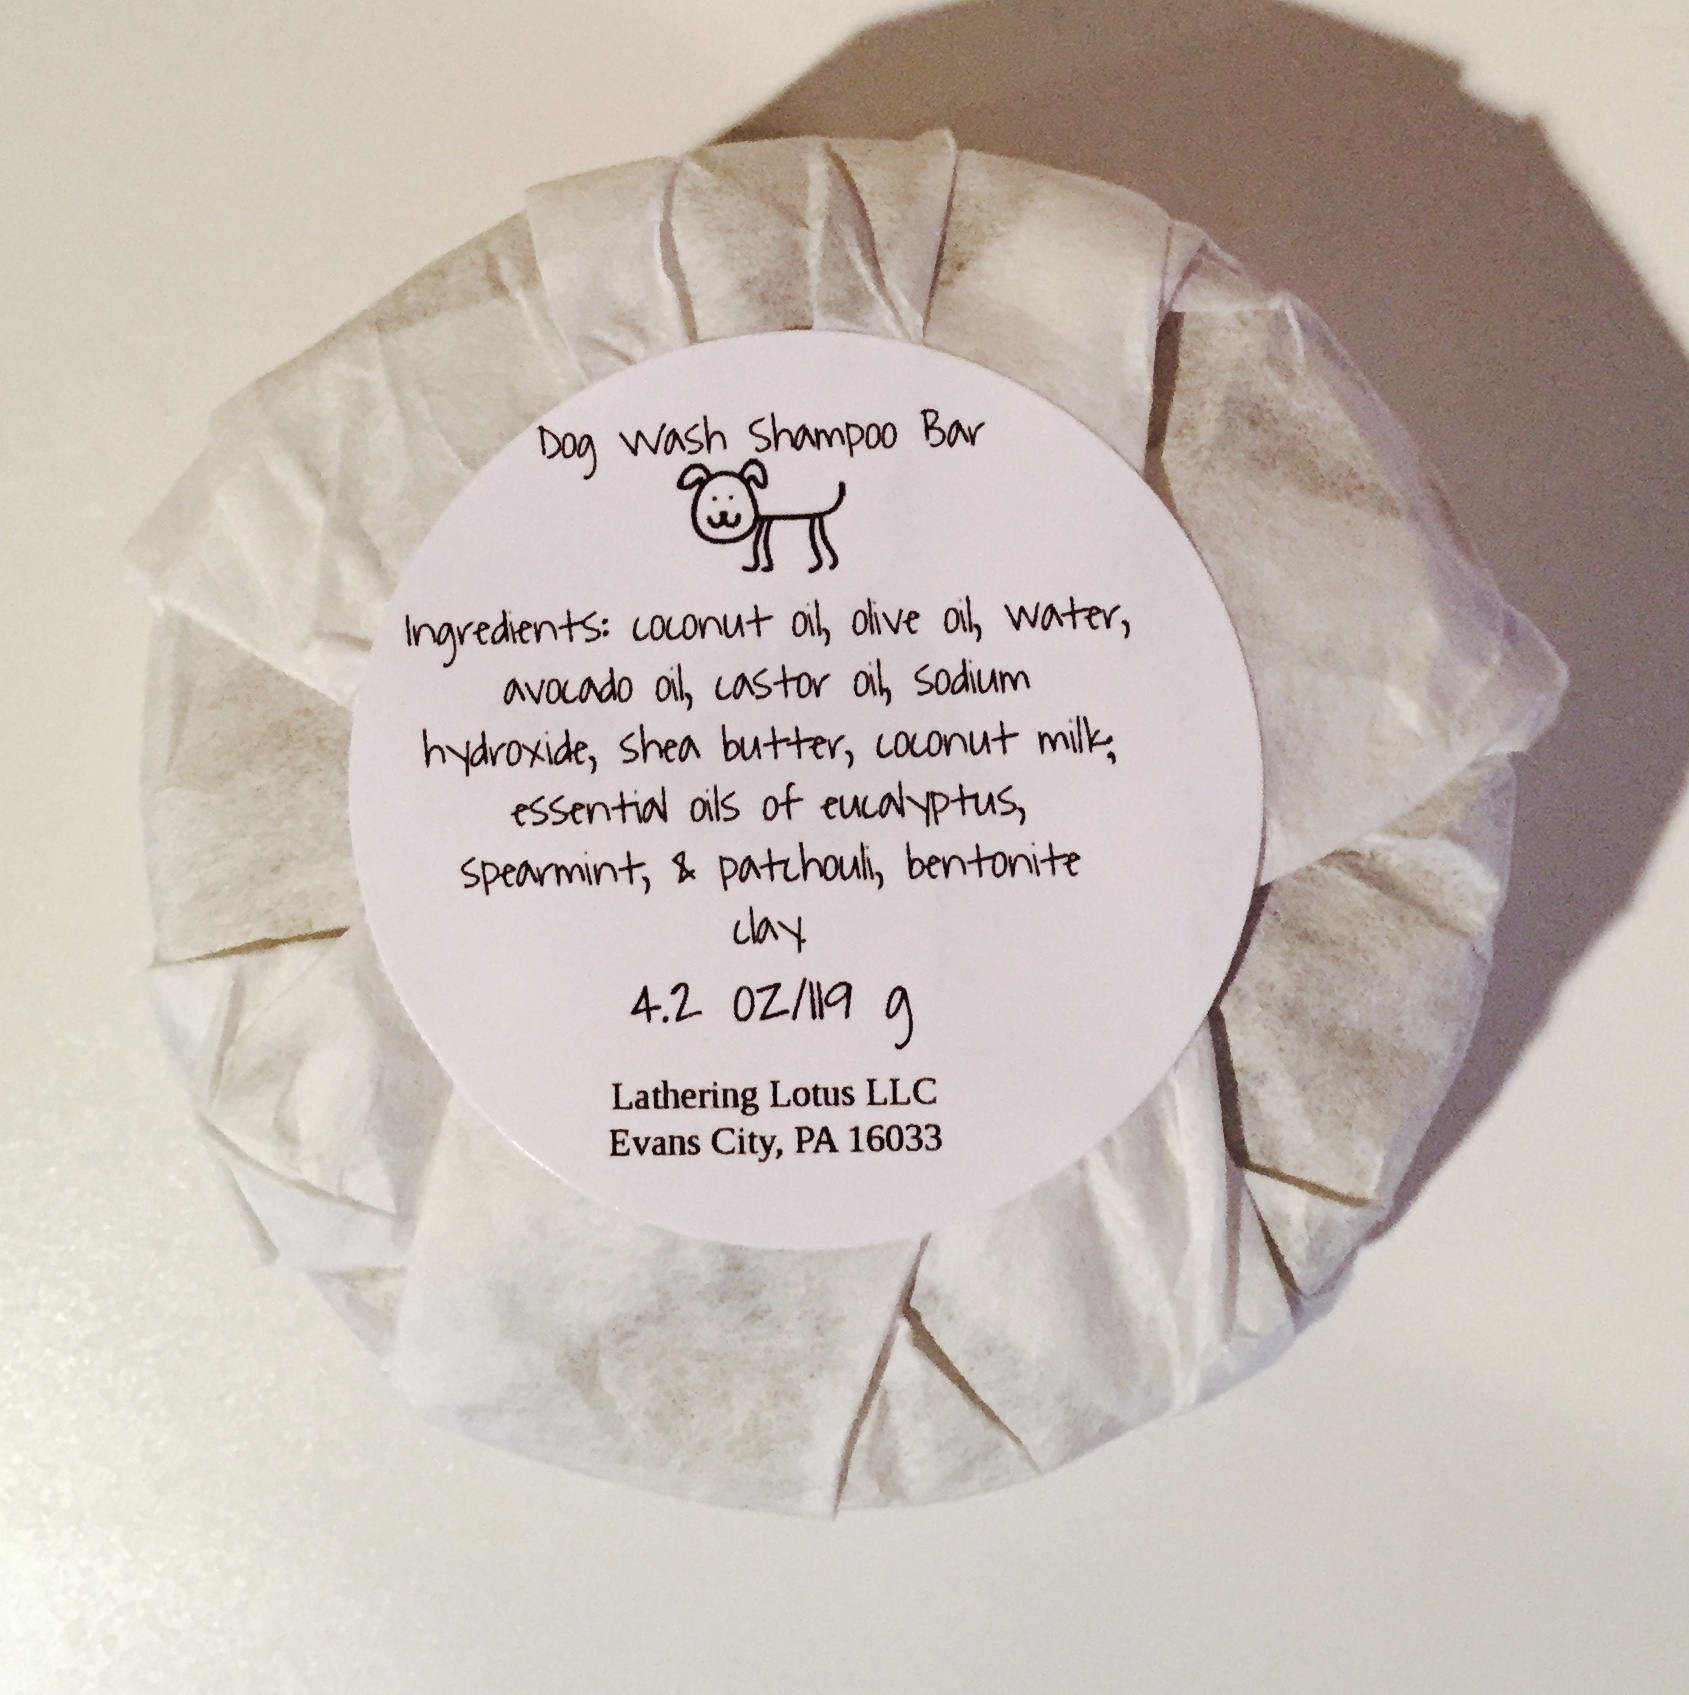 Dog Wash Shampoo Bar
Ingredients: coconut oil, olive oil, water,
avocado oil, castor oil, sodium
hydroxide, shea butter, coconut milk,
essential oils of eucalyptus,
spearmint, & patchouli, bentonite
clay
4.2 OZ/119 g
Lathering Lotus LLC
Evans City, PA 16033